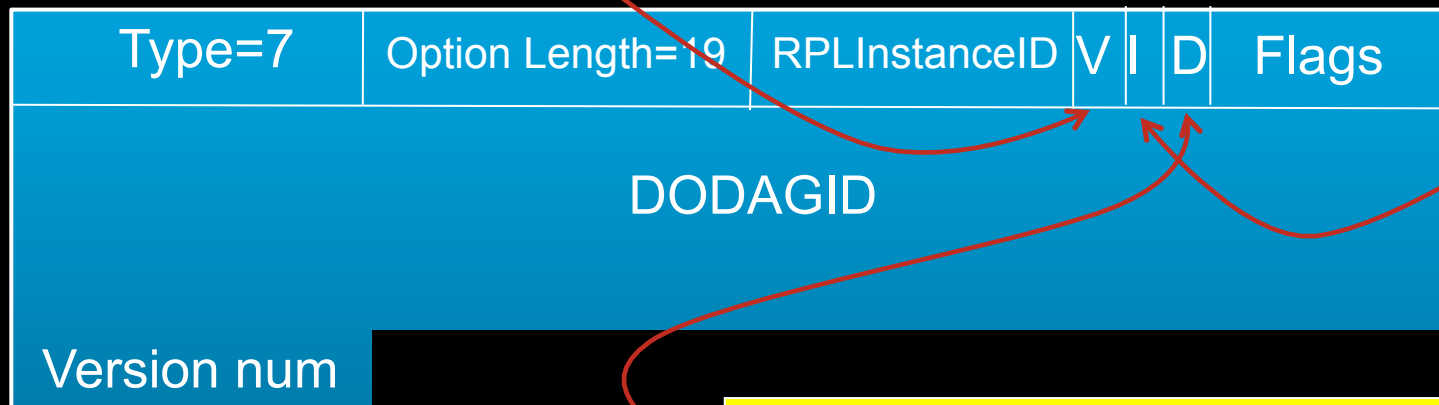 Type=7 Option Length=19 RPLInstanceID V I D Flags
DODAGID
Version num